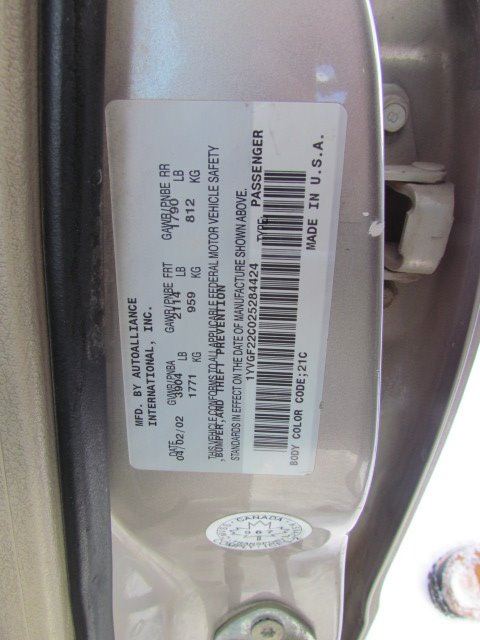 MFD. BY AUTOALLIANCE
INTERNATIONAL, INC.
DATE GWWR/PNBA GAWR/PNBE FRT GAWR/PNBE RR
04/02/02 3904 LB 2114 LB 1790 LB
1771 KG 959 KG 812 KG
THIS VEHICLE CONFORMS TO ALL APPLICABLE FEDERAL MOTOR VEHICLE SAFETY
,BUMPER,AND THEFT PREVENTION
STANDARDS IN EFFECT ON THE DATE OF MANUFACTURE SHOWN ABOVE.
1YVGF22C025284424 TYPE: PASSENGER
BODY COLOR CODE;21C MADE IN U.S.A.
CANADA